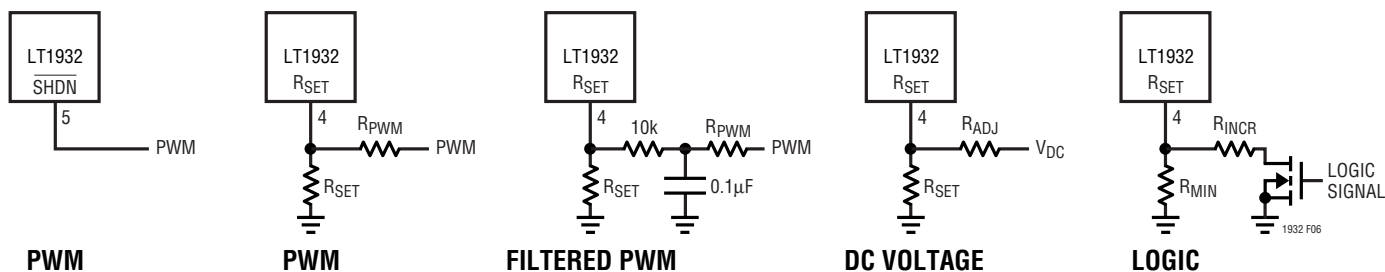 LT1932
SHDN
5
PWM
PWM
LT1932
RSET
4
RPWM
PWM
RSET
PWM
LT1932
RSET
4
10k
RPWM
PWM
RSET
0.1µF
FILTERED PWM
LT1932
RSET
4
RADJ
VDC
RSET
DC VOLTAGE
LT1932
RSET
4
RINCR
RMIN
LOGIC
SIGNAL
1932 F06
LOGIC